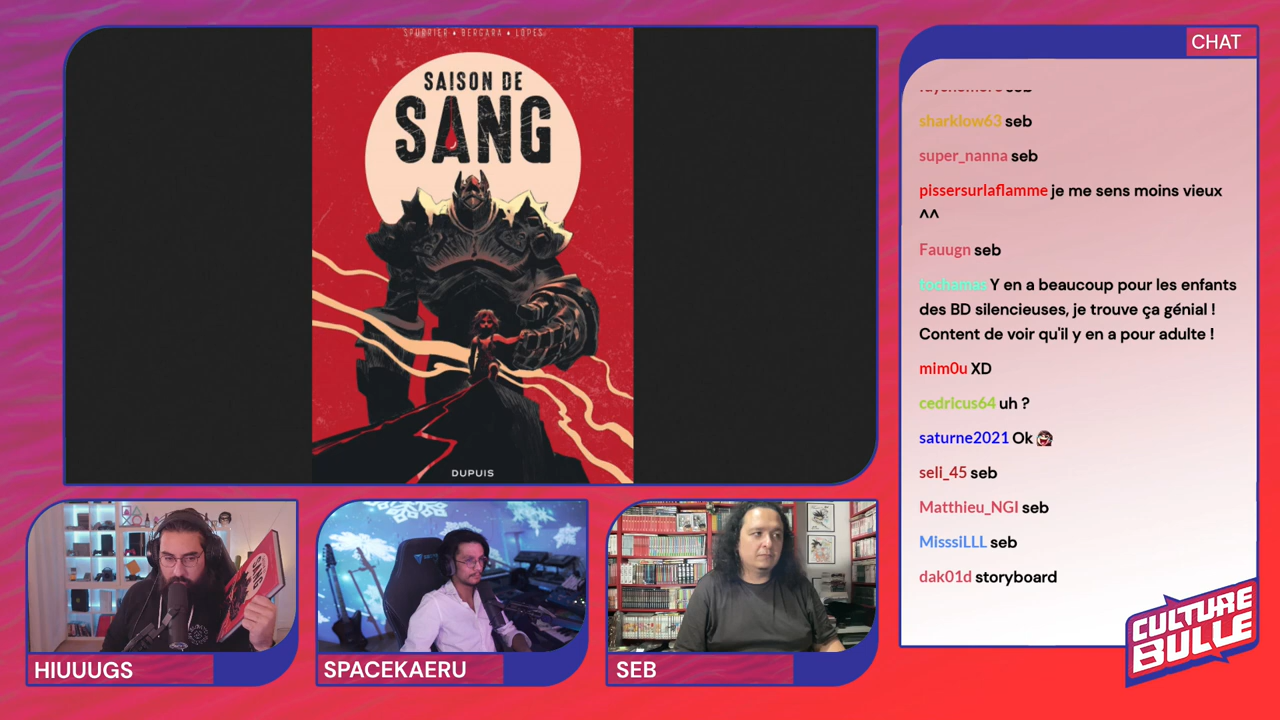 SPURRIER • BERGARA • LOPES
SAISON DE
SANG
DUPUIS
HIUUUGS
SANG
SPACEKAERU
SEB
CHAT
seb
sharklow63 seb
super_nanna seb
pissersurlaflamme je me sens moins vieux
^^
Fauugn seb
tochamas Y en a beaucoup pour les enfants
des BD silencieuses, je trouve ça génial !
Content de voir qu'il y en a pour adulte !
mim0u XD
cedricus64 uh ?
saturne2021 Ok
seli_45 seb
Matthieu_NGI seb
MisssiLLL seb
dak01d storyboard
CULTURE
BULLE